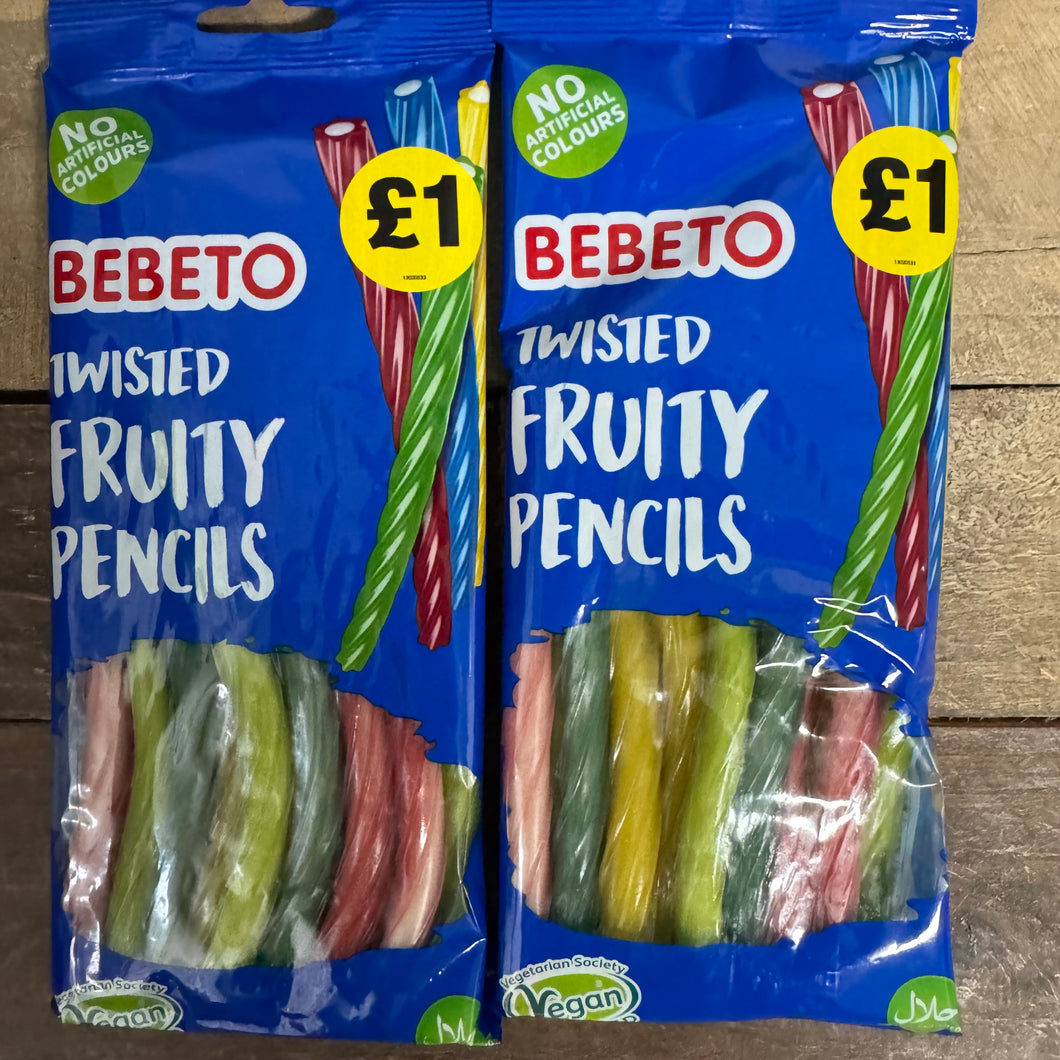 NO
ARTIFICIAL
COLOURS
£1
BEBETO
TWISTED
FRUITY
PENCILS
Vegetarian Society
Vegan
حلال
NO
ARTIFICIAL
COLOURS
£1
BEBETO
TWISTED
FRUITY
PENCILS
Vegetarian Society
Vegan
حلال